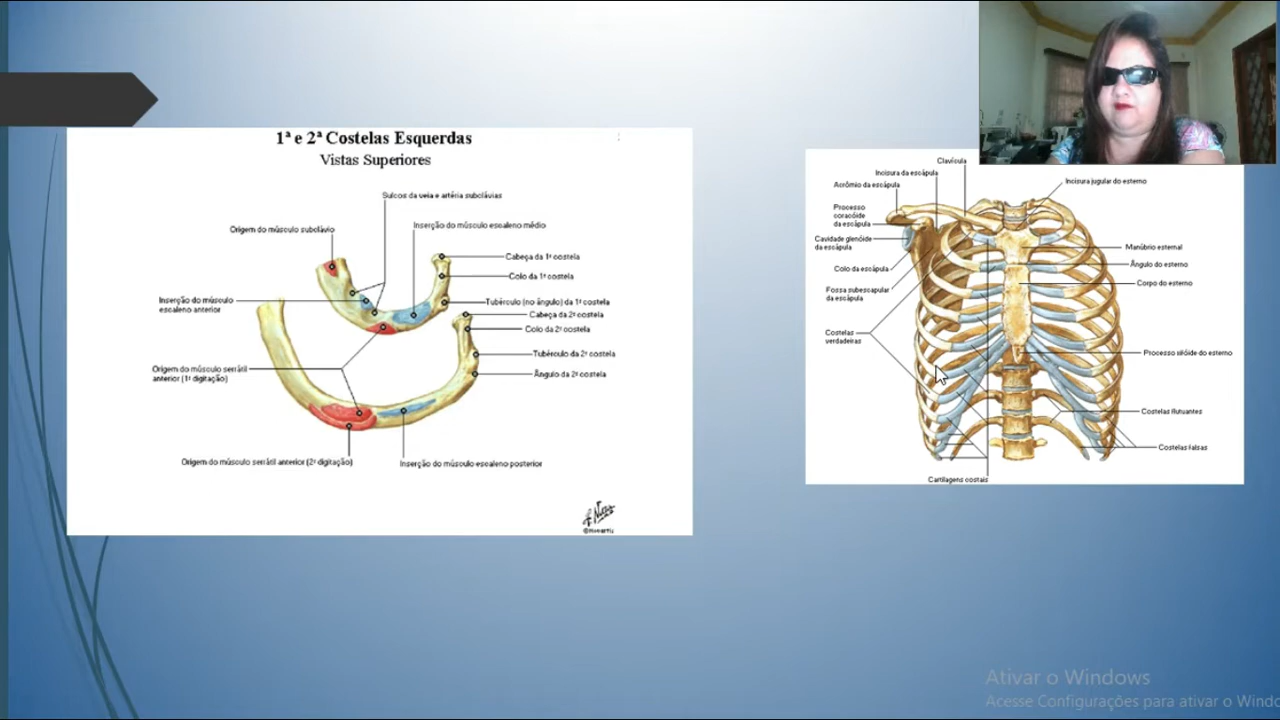 1ª e 2ª Costelas Esquerdas
Vistas Superiores
Sulcos da veia e artéria subclávias
Origem do músculo subclávio
Inserção do músculo escaleno médio
Cabeça da 1ª costela
Colo da 1ª costela
Inserção do músculo
escaleno anterior
Tubérculo (no ângulo) da 1ª costela
Cabeça da 2ª costela
Colo da 2ª costela
Tubérculo da 2ª costela
Origem do músculo serrátil
anterior (1ª digitação)
Ângulo da 2ª costela
Origem do músculo serrátil anterior (2ª digitação)
Inserção do músculo escaleno posterior
©Novartis
Clavícula
Incisura da escápula
Acrômio da escápula
Incisura jugular do esterno
Processo
coracóide
da escápula
Cavidade glenóide
da escápula
Manúbrio esternal
Ângulo do esterno
Colo da escápula
Corpo do esterno
Fossa subescapular
da escápula
Costelas
verdadeiras
Processo xifóide do esterno
Costelas flutuantes
Costelas falsas
Cartilagens costais
Ativar o Windows
Acesse Configurações para ativar o Windo